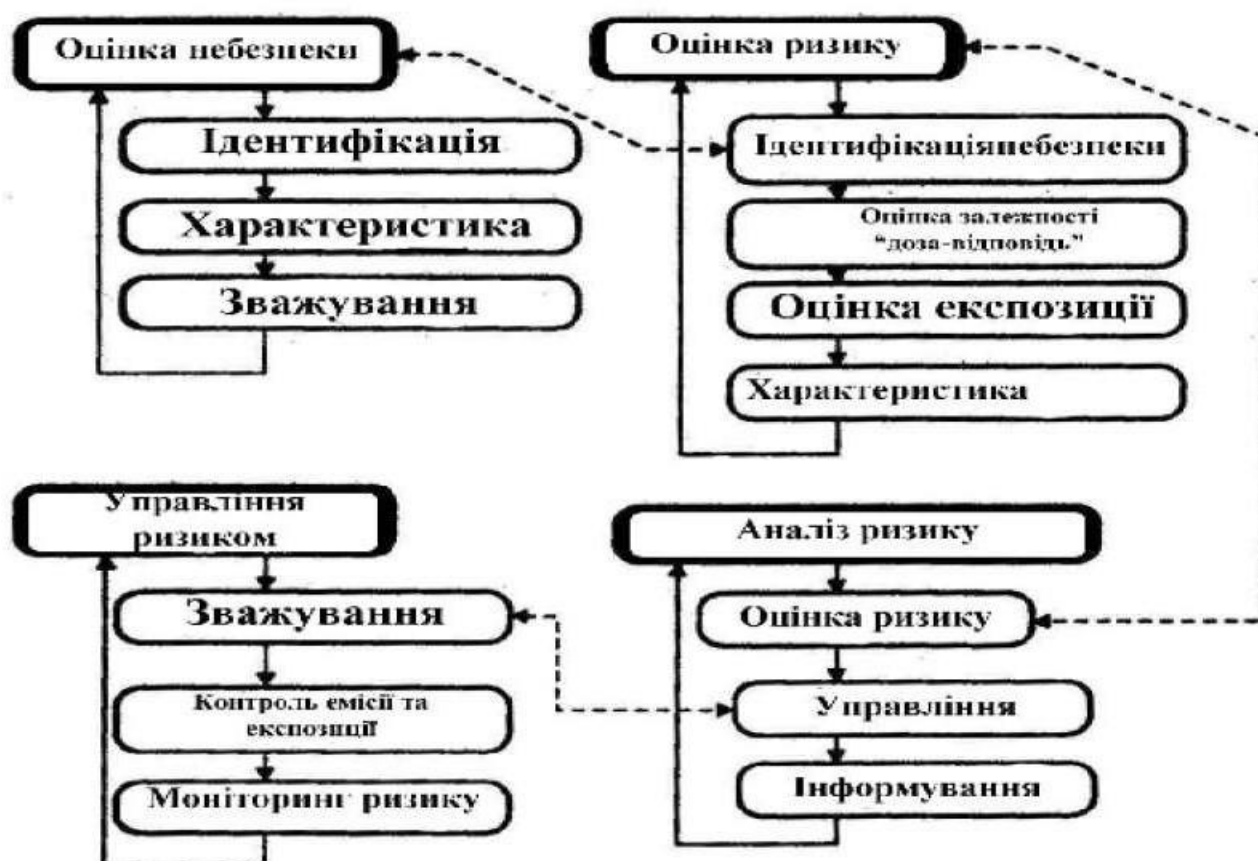 Оцінка небезпеки
Ідентифікація
Характеристика
Зважування
Оцінка ризику
Ідентифікаціянебезпеки
Оцінка залежності
“доза-відповідь”
Оцінка експозиції
Характеристика
Управління
ризиком
Зважування
Контроль емісії та
експозиції
Моніторинг ризику
Аналіз ризику
Оцінка ризику
Управління
Інформування